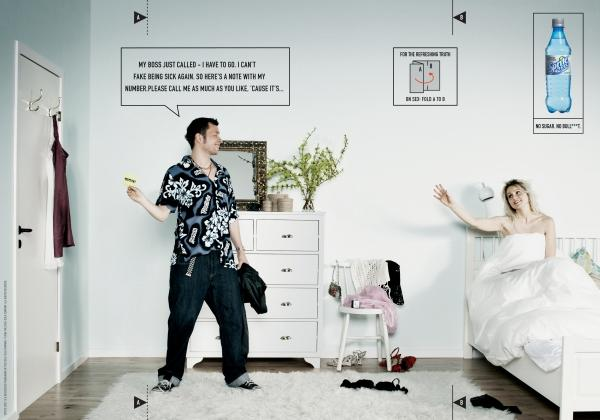 A
B
MY BOSS JUST CALLED - I HAVE TO GO. I CAN'T
FAKE BEING SICK AGAIN. SO HERE'S A NOTE WITH MY
NUMBER.PLEASE CALL ME AS MUCH AS YOU LIKE, 'CAUSE IT'S...
FOR THE REFRESHING TRUTH
A
B
ON SEX: FOLD A TO B
Sprite
NO SUGAR. NO BULL***T.
A
B